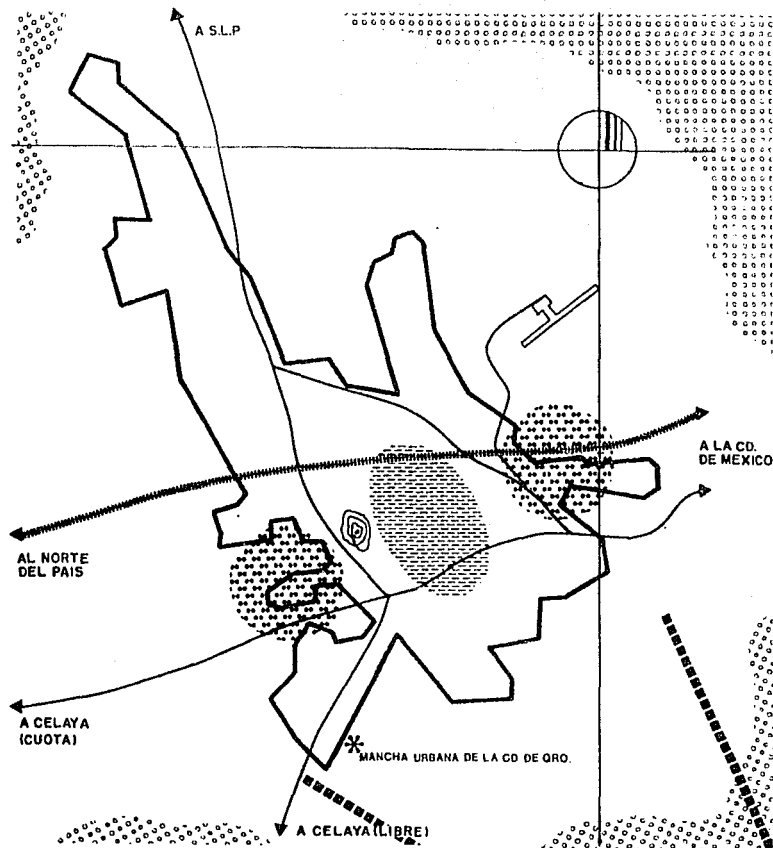 A S.L.P
A LA CD.
DE MEXICO
AL NORTE
DEL PAIS
A CELAYA
(CUOTA)
MANCHA URBANA DE LA CD DE QRO.
A CELAYA (LIBRE)